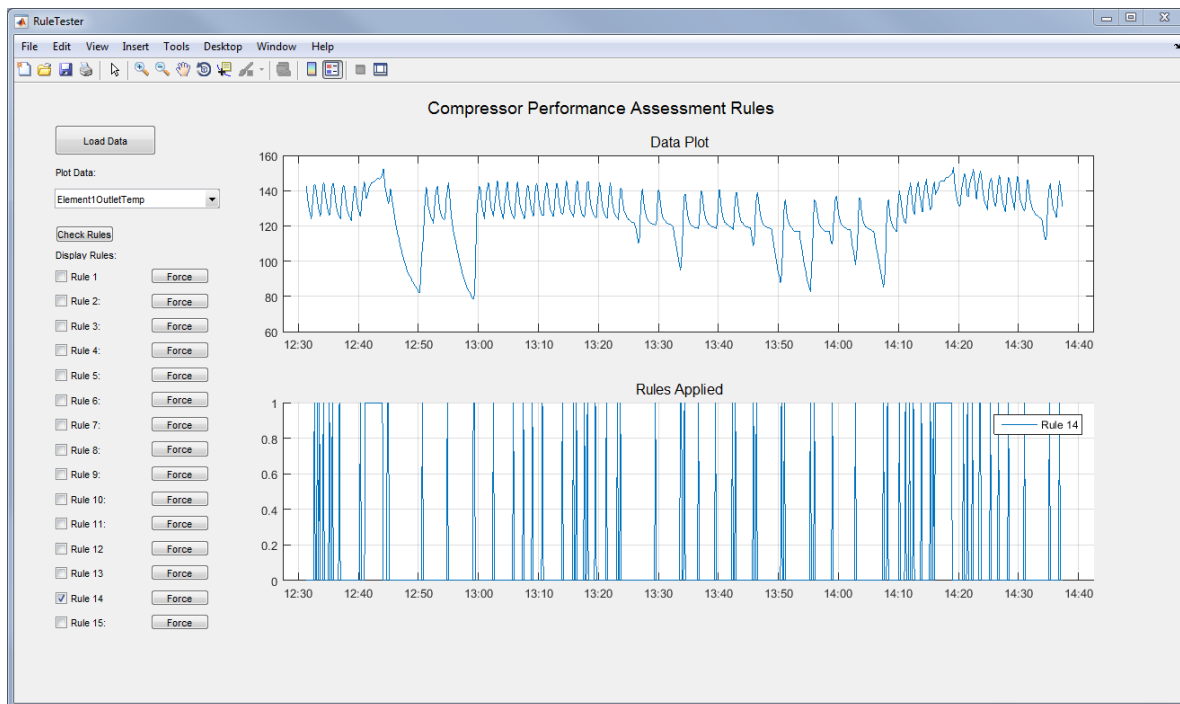 RuleTester
File Edit View Insert Tools Desktop Window Help
Compressor Performance Assessment Rules
Load Data
Plot Data:
Element1OutletTemp
Check Rules
Display Rules:
Rule 1 Force
Rule 2: Force
Rule 3: Force
Rule 4: Force
Rule 5: Force
Rule 6: Force
Rule 7: Force
Rule 8: Force
Rule 9: Force
Rule 10: Force
Rule 11: Force
Rule 12 Force
Rule 13 Force
Rule 14 Force
Rule 15: Force
Data Plot
160
140
120
100
80
60
12:30 12:40 12:50 13:00 13:10 13:20 13:30 13:40 13:50 14:00 14:10 14:20 14:30 14:40
Rules Applied
1
0.8
0.6
0.4
0.2
0
12:30 12:40 12:50 13:00 13:10 13:20 13:30 13:40 13:50 14:00 14:10 14:20 14:30 14:40
Rule 14